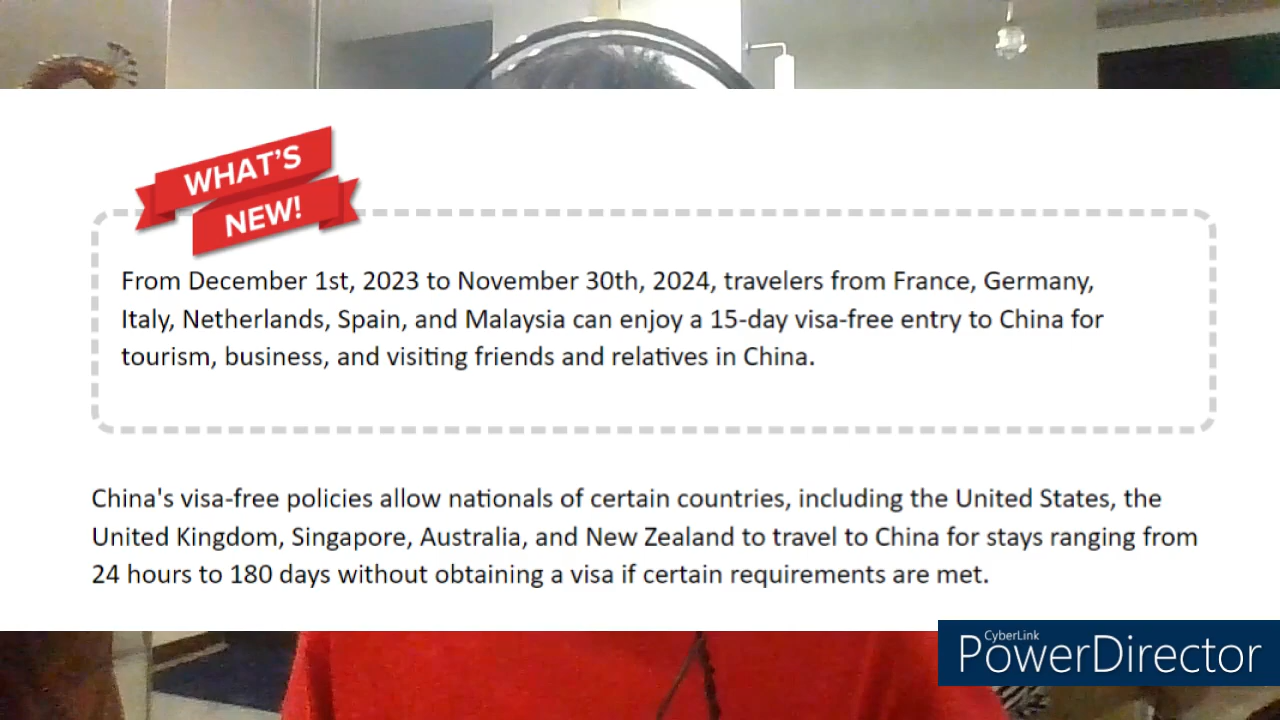 WHAT'S
NEW!
From December 1st, 2023 to November 30th, 2024, travelers from France, Germany,
Italy, Netherlands, Spain, and Malaysia can enjoy a 15-day visa-free entry to China for
tourism, business, and visiting friends and relatives in China.
China's visa-free policies allow nationals of certain countries, including the United States, the
United Kingdom, Singapore, Australia, and New Zealand to travel to China for stays ranging from
24 hours to 180 days without obtaining a visa if certain requirements are met.
CyberLink
PowerDirector